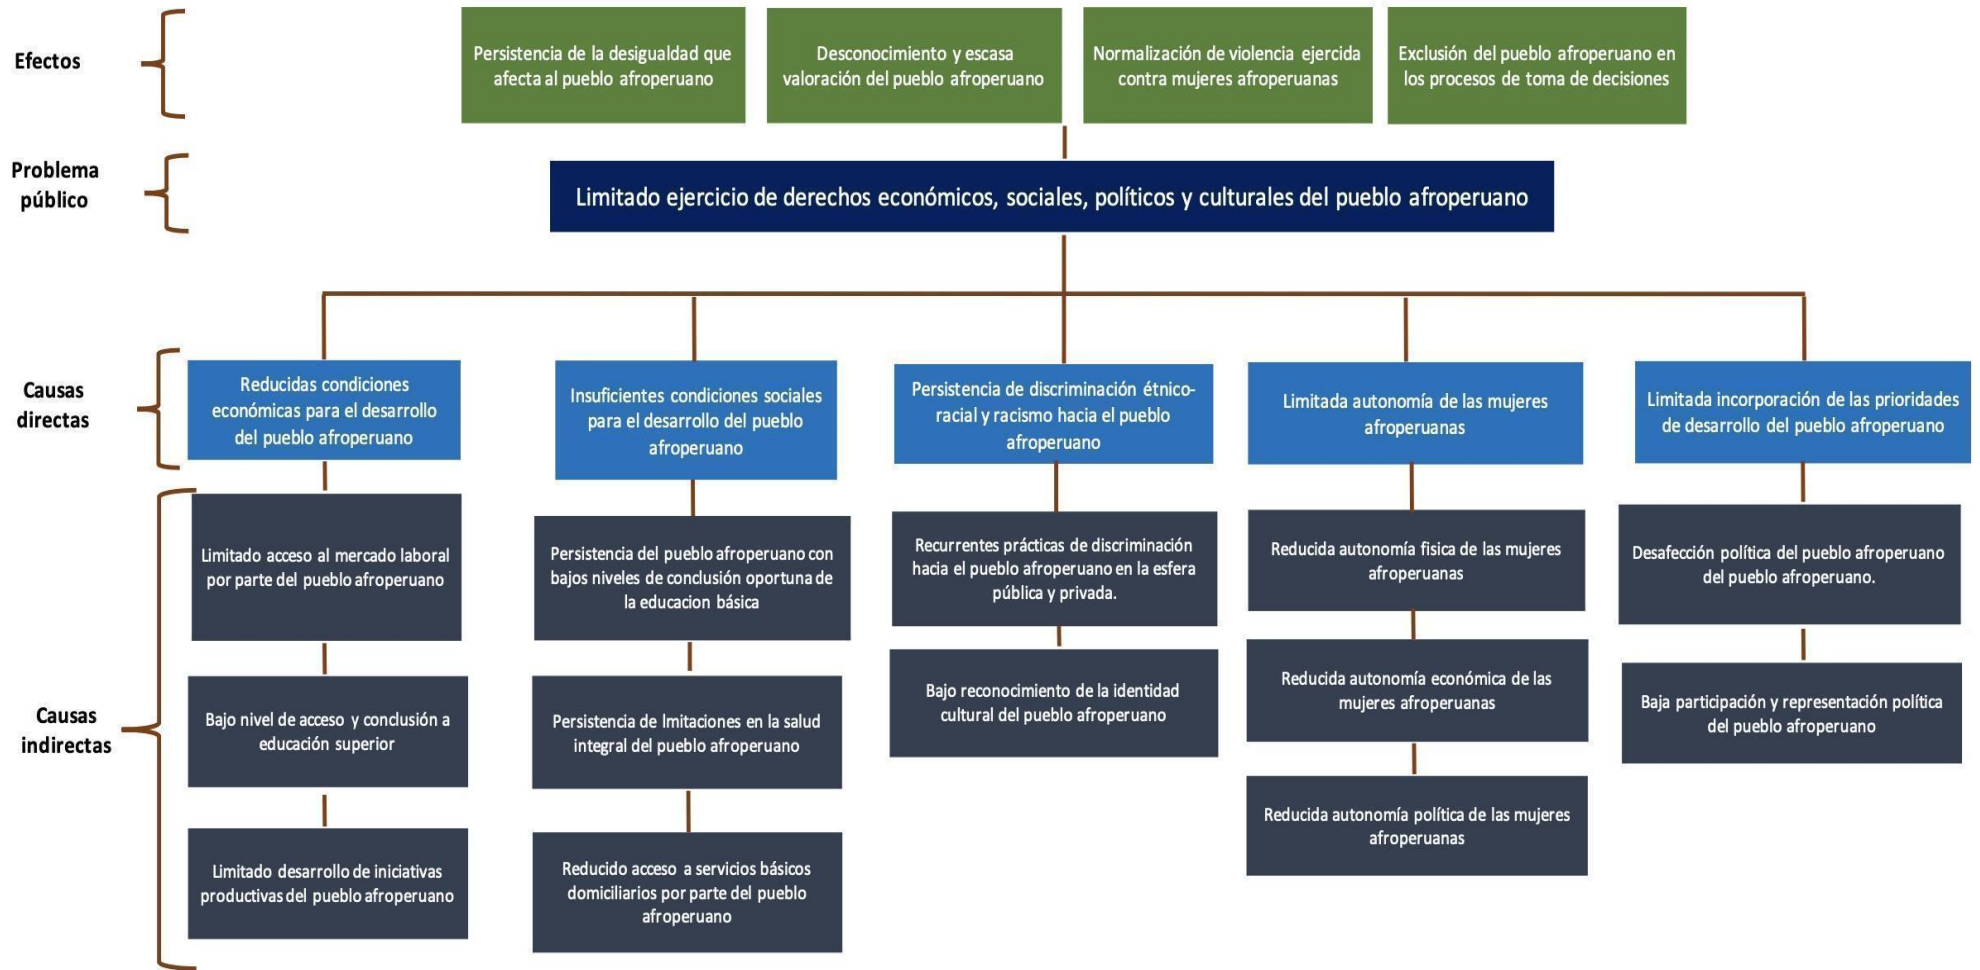 Efectos
Persistencia de la desigualdad que
afecta al pueblo afroperuano
Desconocimiento y escasa
valoración del pueblo afroperuano
Normalización de violencia ejercida
contra mujeres afroperuanas
Exclusión del pueblo afroperuano en
los procesos de toma de decisiones
Problema
público
Limitado ejercicio de derechos económicos, sociales, políticos y culturales del pueblo afroperuano
Causas
directas
Reducidas condiciones
económicas para el desarrollo
del pueblo afroperuano
Insuficientes condiciones sociales
para el desarrollo del pueblo
afroperuano
Persistencia de discriminación étnico-
racial y racismo hacia el pueblo
afroperuano
Limitada autonomía de las mujeres
afroperuanas
Limitada incorporación de las prioridades
de desarrollo del pueblo afroperuano
Causas
indirectas
Limitado acceso al mercado laboral
por parte del pueblo afroperuano
Bajo nivel de acceso y conclusión a
educación superior
Limitado desarrollo de iniciativas
productivas del pueblo afroperuano
Persistencia del pueblo afroperuano con
bajos niveles de conclusión oportuna de
la educacion básica
Persistencia de lmitaciones en la salud
integral del pueblo afroperuano
Reducido acceso a servicios básicos
domiciliarios por parte del pueblo
afroperuano
Recurrentes prácticas de discriminación
hacia el pueblo afroperuano en la esfera
pública y privada.
Bajo reconocimiento de la identidad
cultural del pueblo afroperuano
Reducida autonomía fisica de las mujeres
afroperuanas
Reducida autonomía económica de las
mujeres afroperuanas
Reducida autonomía política de las mujeres
afroperuanas
Desafección política del pueblo afroperuano
del pueblo afroperuano.
Baja participación y representación política
del pueblo afroperuano